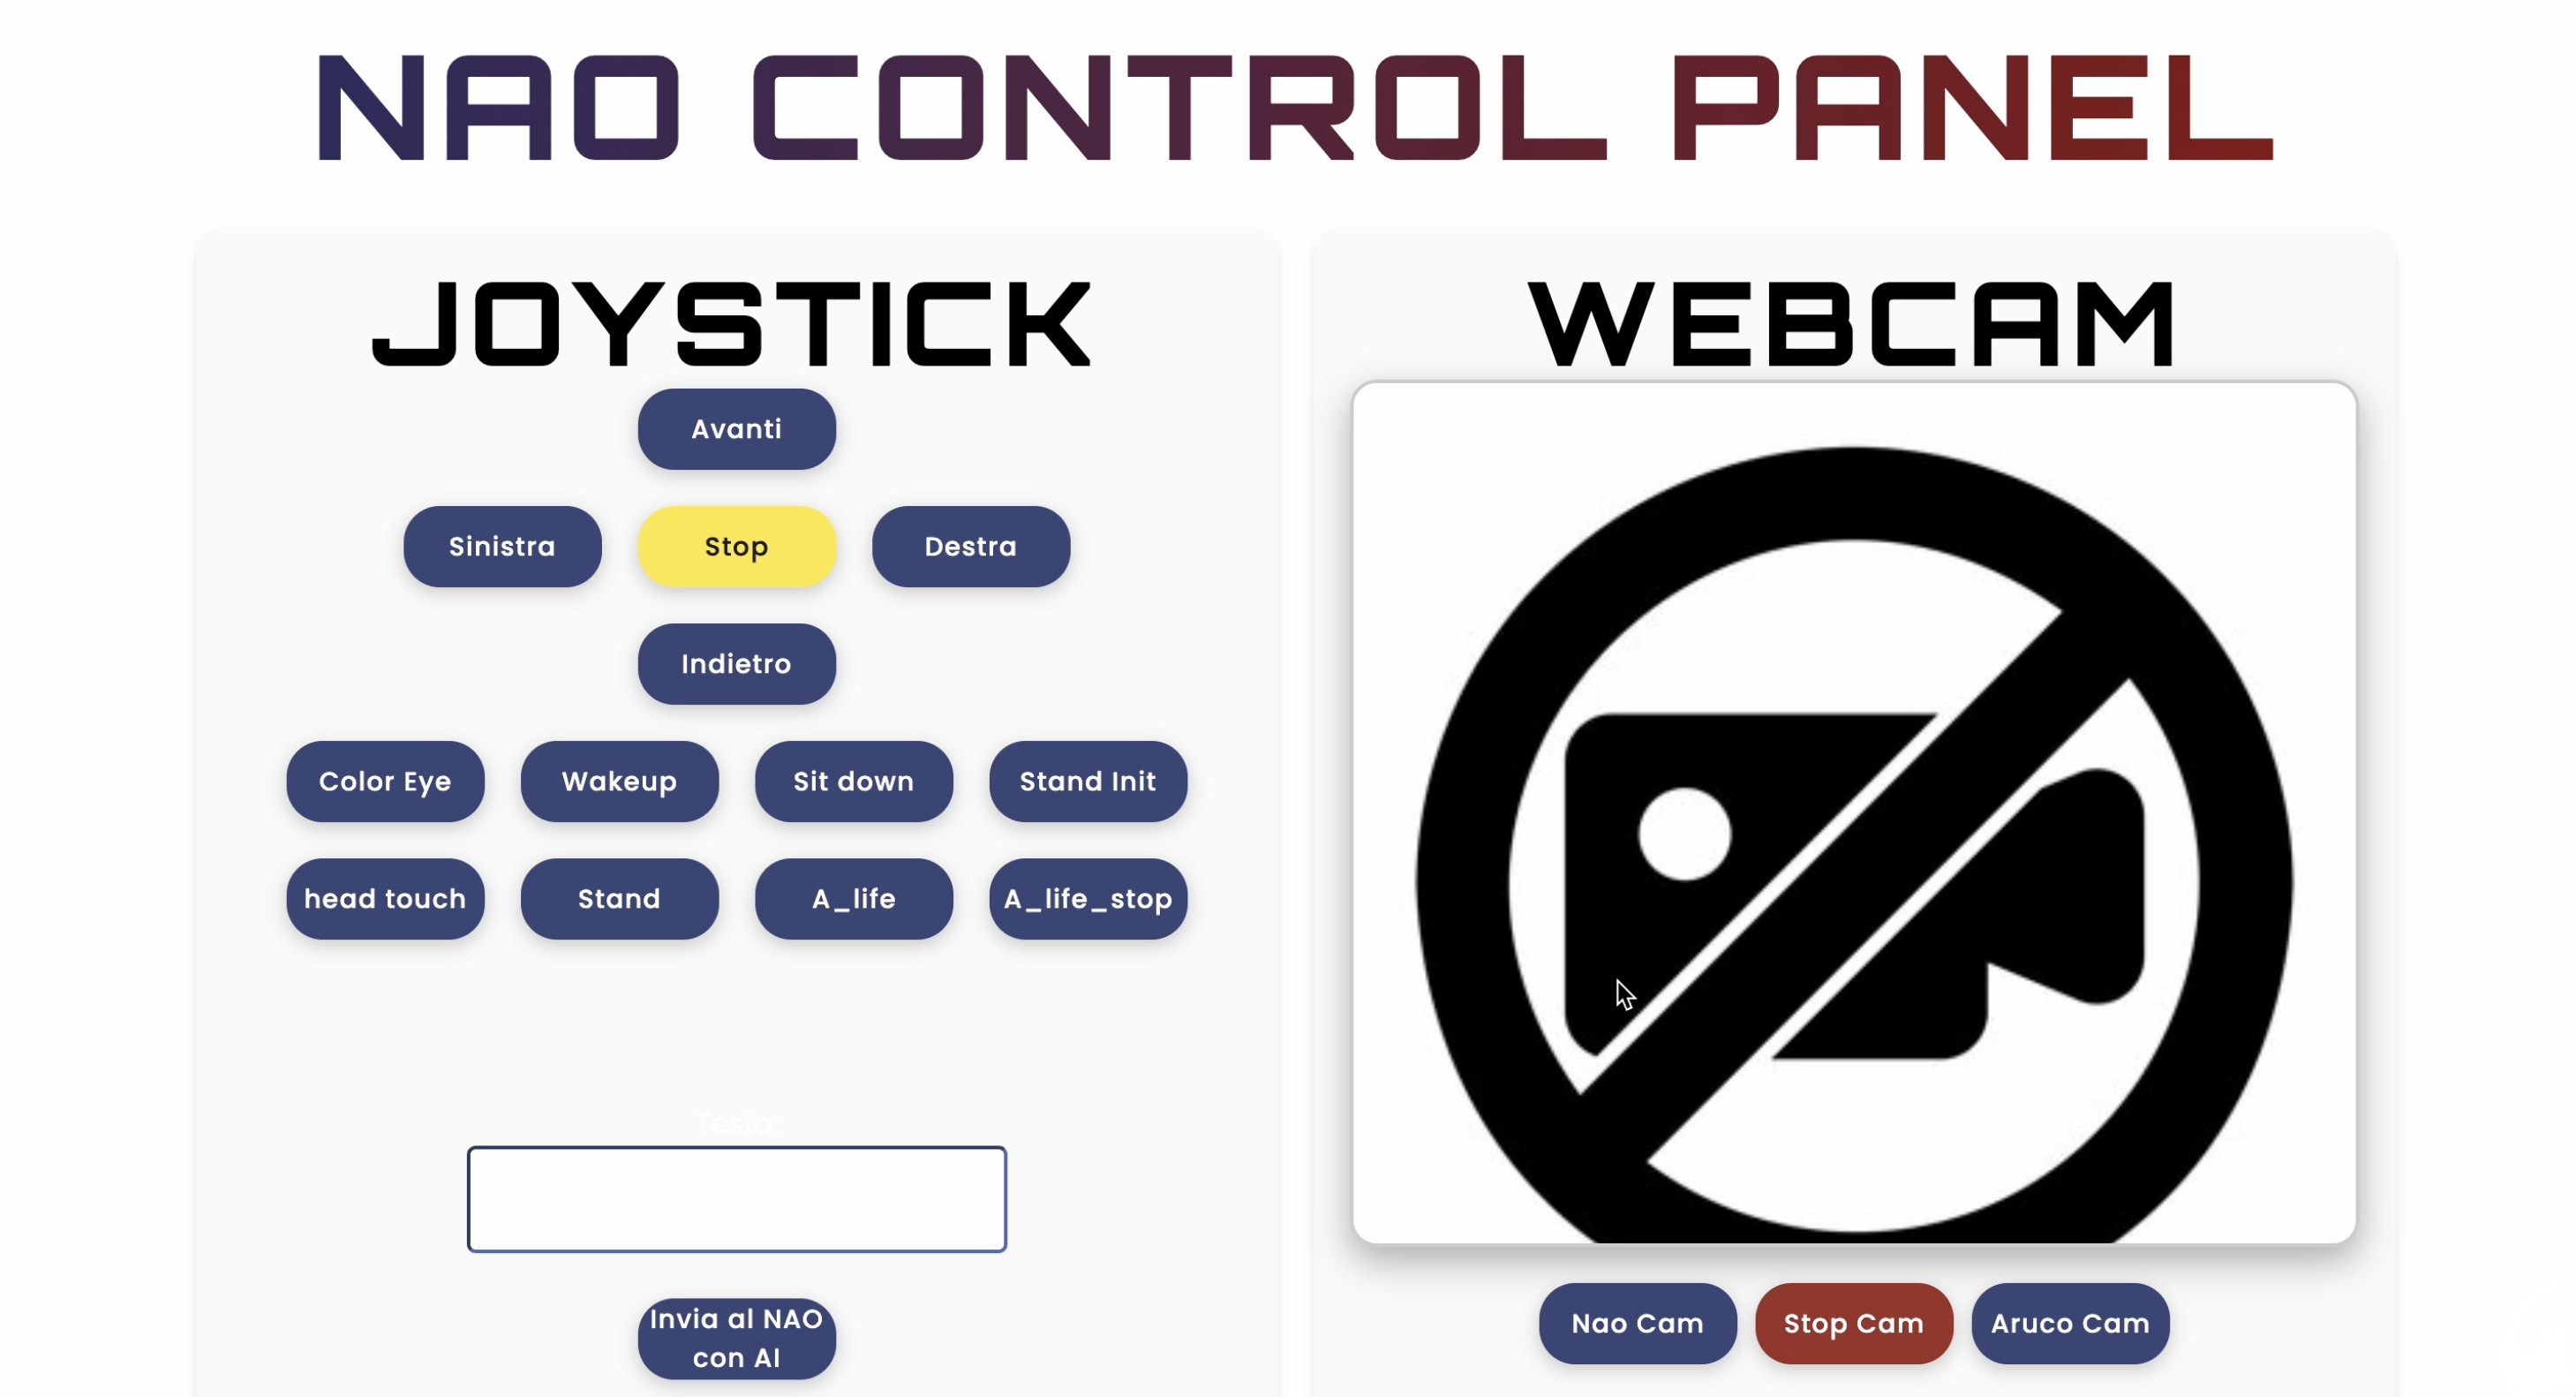 NAO CONTROL PANEL
JOYSTICK
Avanti
Sinistra Stop Destra
Indietro
Color Eye Wakeup Sit down Stand Init
head touch Stand A_life A_life_stop
Testo:
Invia al NAO
con AI
WEBCAM
Nao Cam Stop Cam Aruco Cam